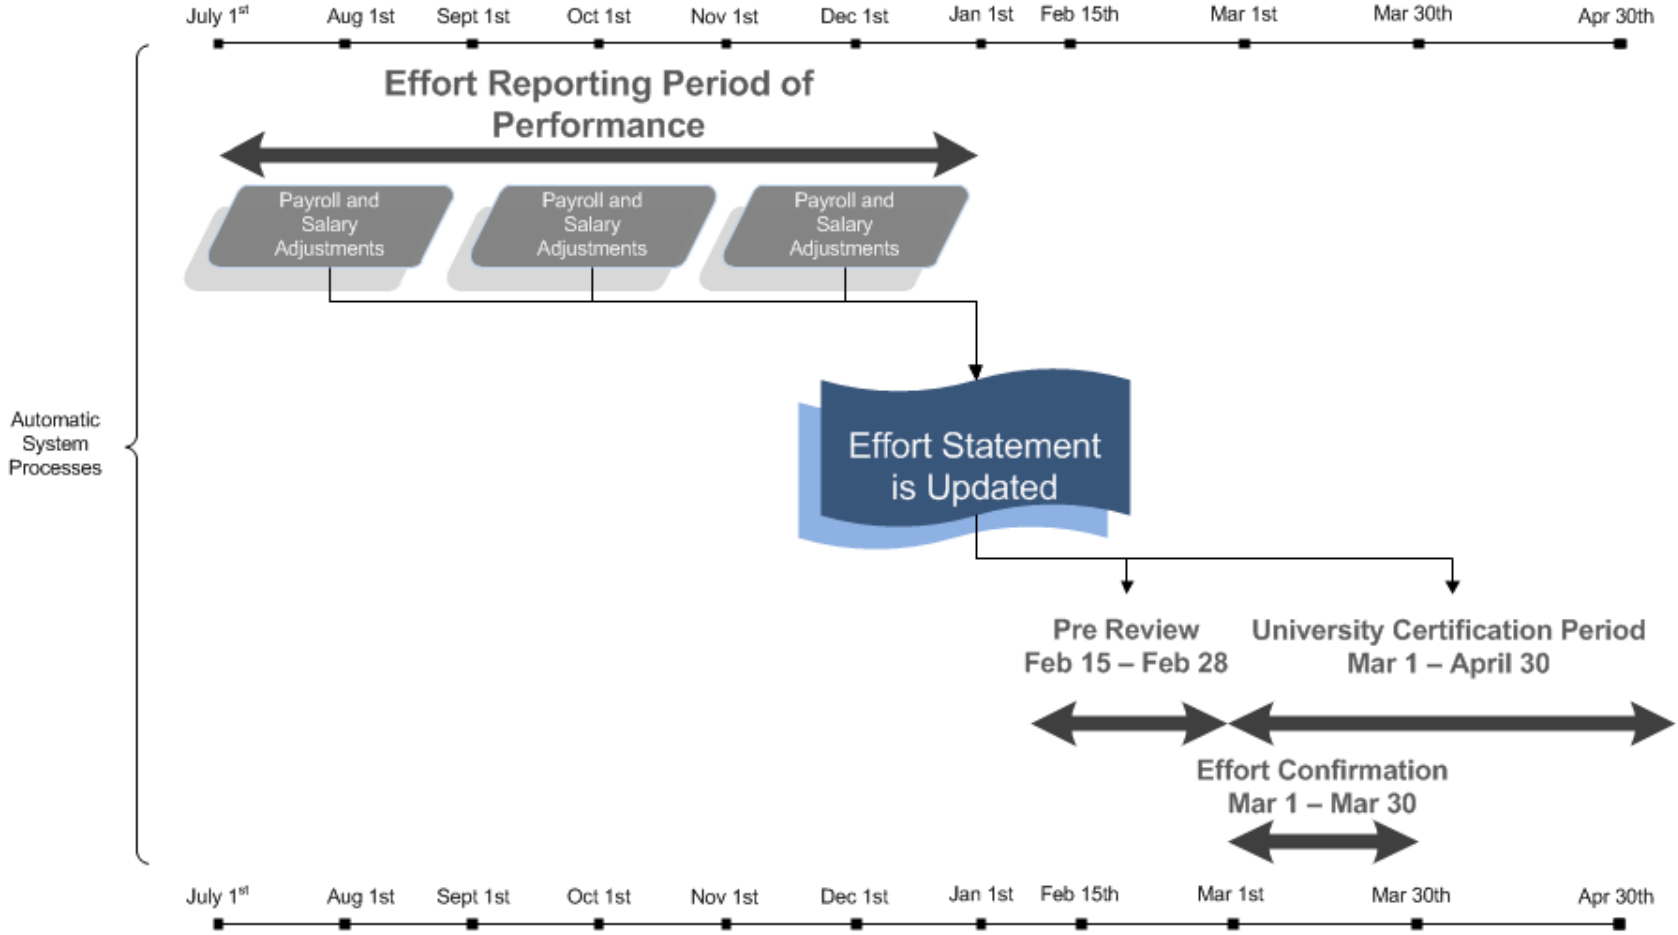 July 1st Aug 1st Sept 1st Oct 1st Nov 1st Dec 1st Jan 1st Feb 15th Mar 1st Mar 30th Apr 30th
Effort Reporting Period of
Performance
Payroll and
Salary
Adjustments
Payroll and
Salary
Adjustments
Payroll and
Salary
Adjustments
Automatic
System
Processes
Effort Statement
is Updated
Pre Review
Feb 15 – Feb 28
University Certification Period
Mar 1 – April 30
Effort Confirmation
Mar 1 – Mar 30
July 1st Aug 1st Sept 1st Oct 1st Nov 1st Dec 1st Jan 1st Feb 15th Mar 1st Mar 30th Apr 30th